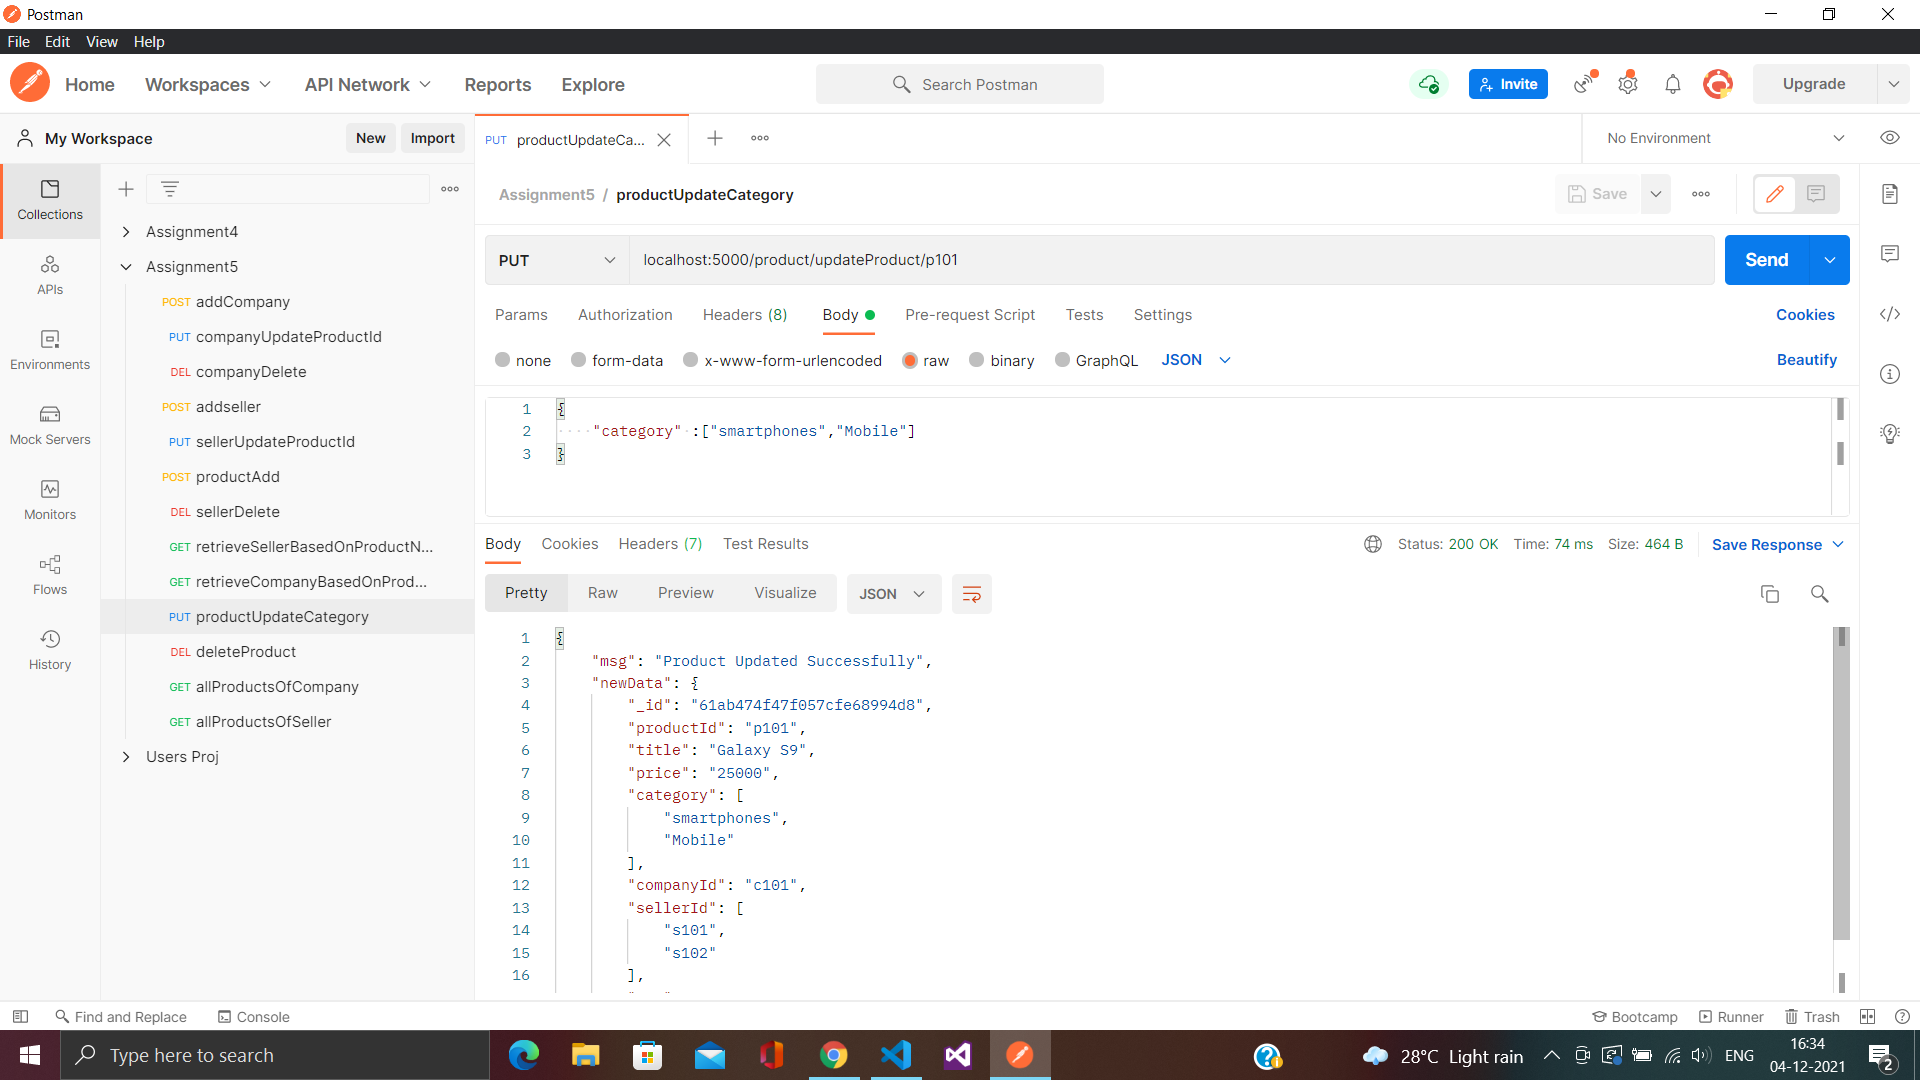 Postman
File Edit View Help
Home Workspaces API Network Reports Explore Search Postman Invite Upgrade
My Workspace New Import PUT productUpdateCa... No Environment
Assignment5 / productUpdateCategory Save
Collections
APIs
Environments
Mock Servers
Monitors
Flows
History
Assignment4
Assignment5
POST addCompany
PUT companyUpdateProductId
DEL companyDelete
POST addseller
PUT sellerUpdateProductId
POST productAdd
DEL sellerDelete
GET retrieveSellerBasedOnProductN...
GET retrieveCompanyBasedOnProd...
PUT productUpdateCategory
DEL deleteProduct
GET allProductsOfCompany
GET allProductsOfSeller
Users Proj
PUT localhost:5000/product/updateProduct/p101 Send
Params Authorization Headers (8) Body Pre-request Script Tests Settings Cookies
none form-data x-www-form-urlencoded raw binary GraphQL JSON Beautify
1 {
2 "category" :["smartphones","Mobile"]
3 }
Body Cookies Headers (7) Test Results Status: 200 OK Time: 74 ms Size: 464 B Save Response
Pretty Raw Preview Visualize JSON
1 {
2 "msg": "Product Updated Successfully",
3 "newData": {
4 "_id": "61ab474f47f057cfe68994d8",
5 "productId": "p101",
6 "title": "Galaxy S9",
7 "price": "25000",
8 "category": [
9 "smartphones",
10 "Mobile"
11 ],
12 "companyId": "c101",
13 "sellerId": [
14 "s101",
15 "s102"
16 ],
Find and Replace Console Bootcamp Runner Trash
Type here to search 28°C Light rain ENG 16:34
04-12-2021 2